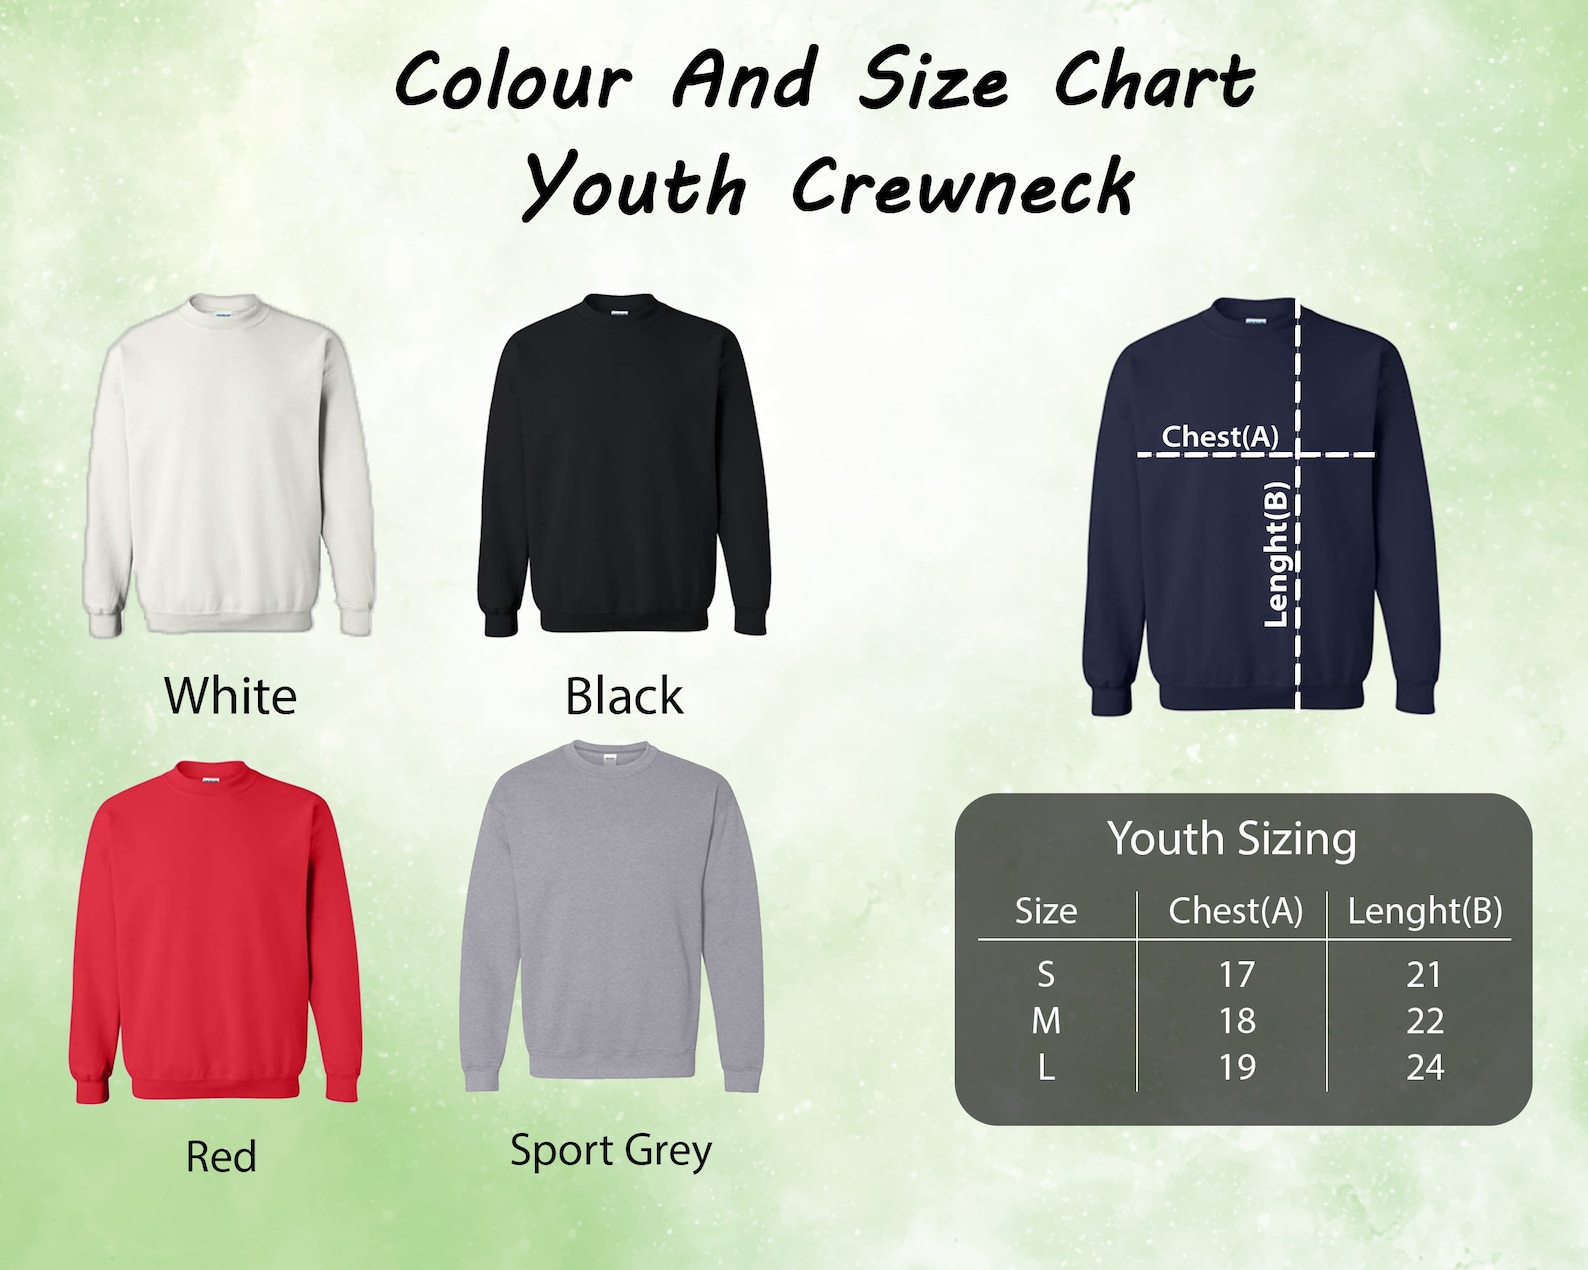 Colour And Size Chart
Youth Crewneck
White
Black
Red
Sport Grey
Chest(A)
Lenght(B)
Youth Sizing
Size Chest(A) Lenght(B)
S 17 21
M 18 22
L 19 24